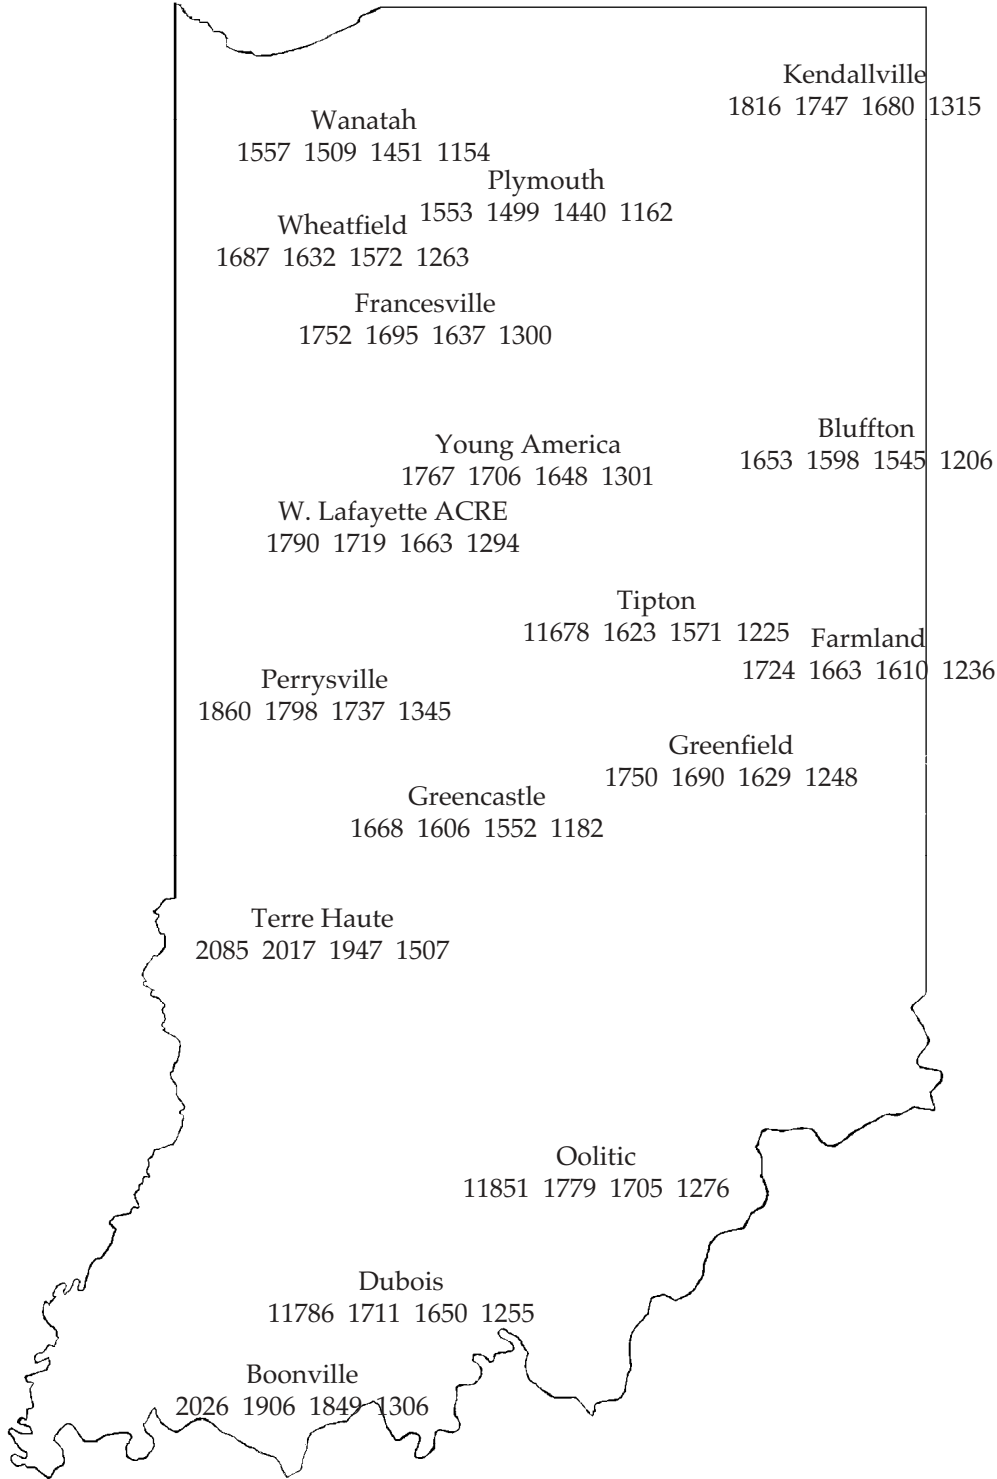 Kendallville
1816 1747 1680 1315
Wanatah
1557 1509 1451 1154
Plymouth
1553 1499 1440 1162
Wheatfield
1687 1632 1572 1263
Francesville
1752 1695 1637 1300
Bluffton
1653 1598 1545 1206
Young America
1767 1706 1648 1301
W. Lafayette ACRE
1790 1719 1663 1294
Tipton
11678 1623 1571 1225
Farmland
1724 1663 1610 1236
Perrysville
1860 1798 1737 1345
Greenfield
1750 1690 1629 1248
Greencastle
1668 1606 1552 1182
Terre Haute
2085 2017 1947 1507
Oolitic
11851 1779 1705 1276
Dubois
11786 1711 1650 1255
Boonville
2026 1906 1849 1306